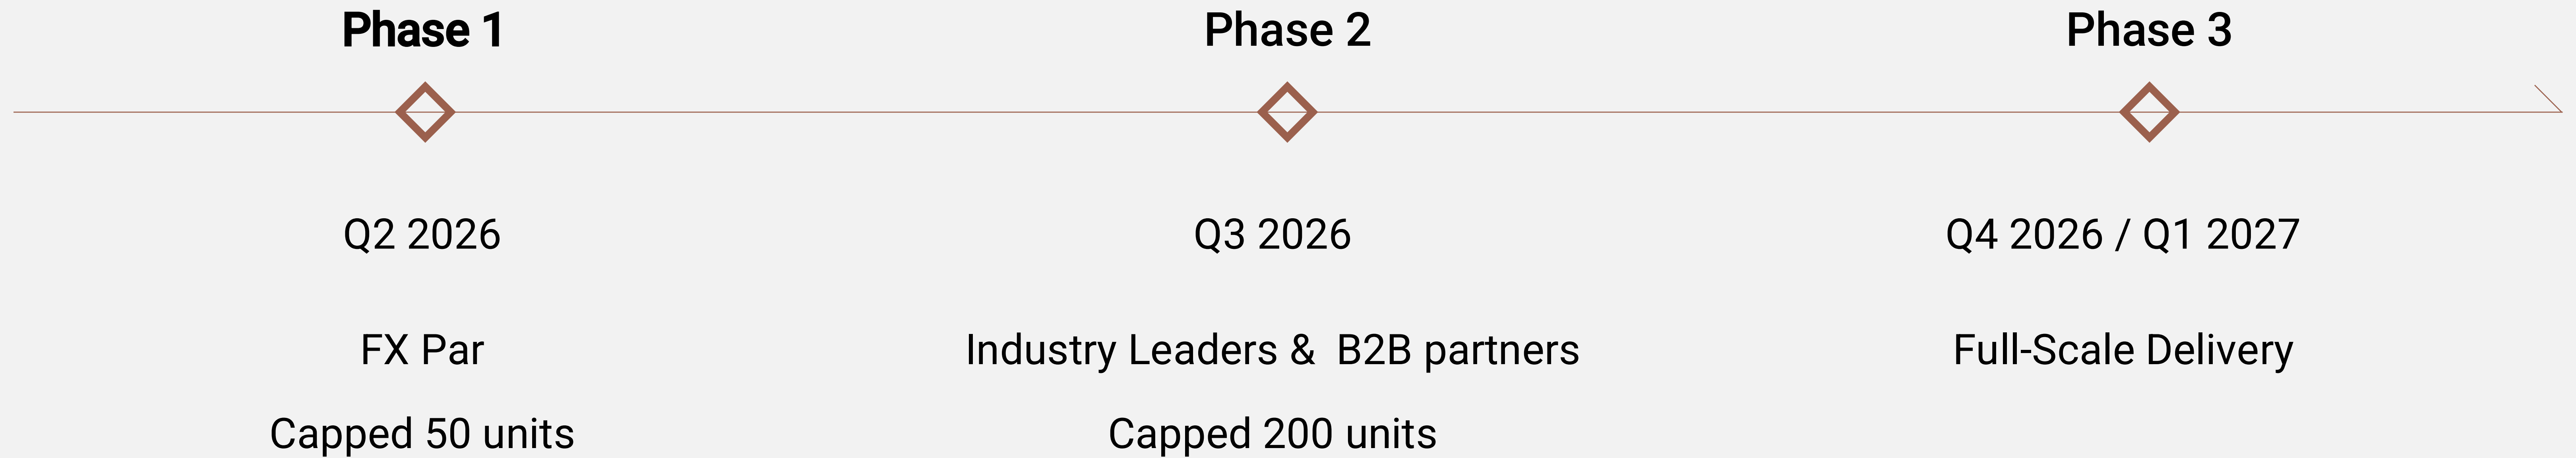 Phase 1
Phase 2
Phase 3
Q2 2026
Q3 2026
Q4 2026 / Q1 2027
FX Par
Industry Leaders & B2B partners
Full-Scale Delivery
Capped 50 units
Capped 200 units